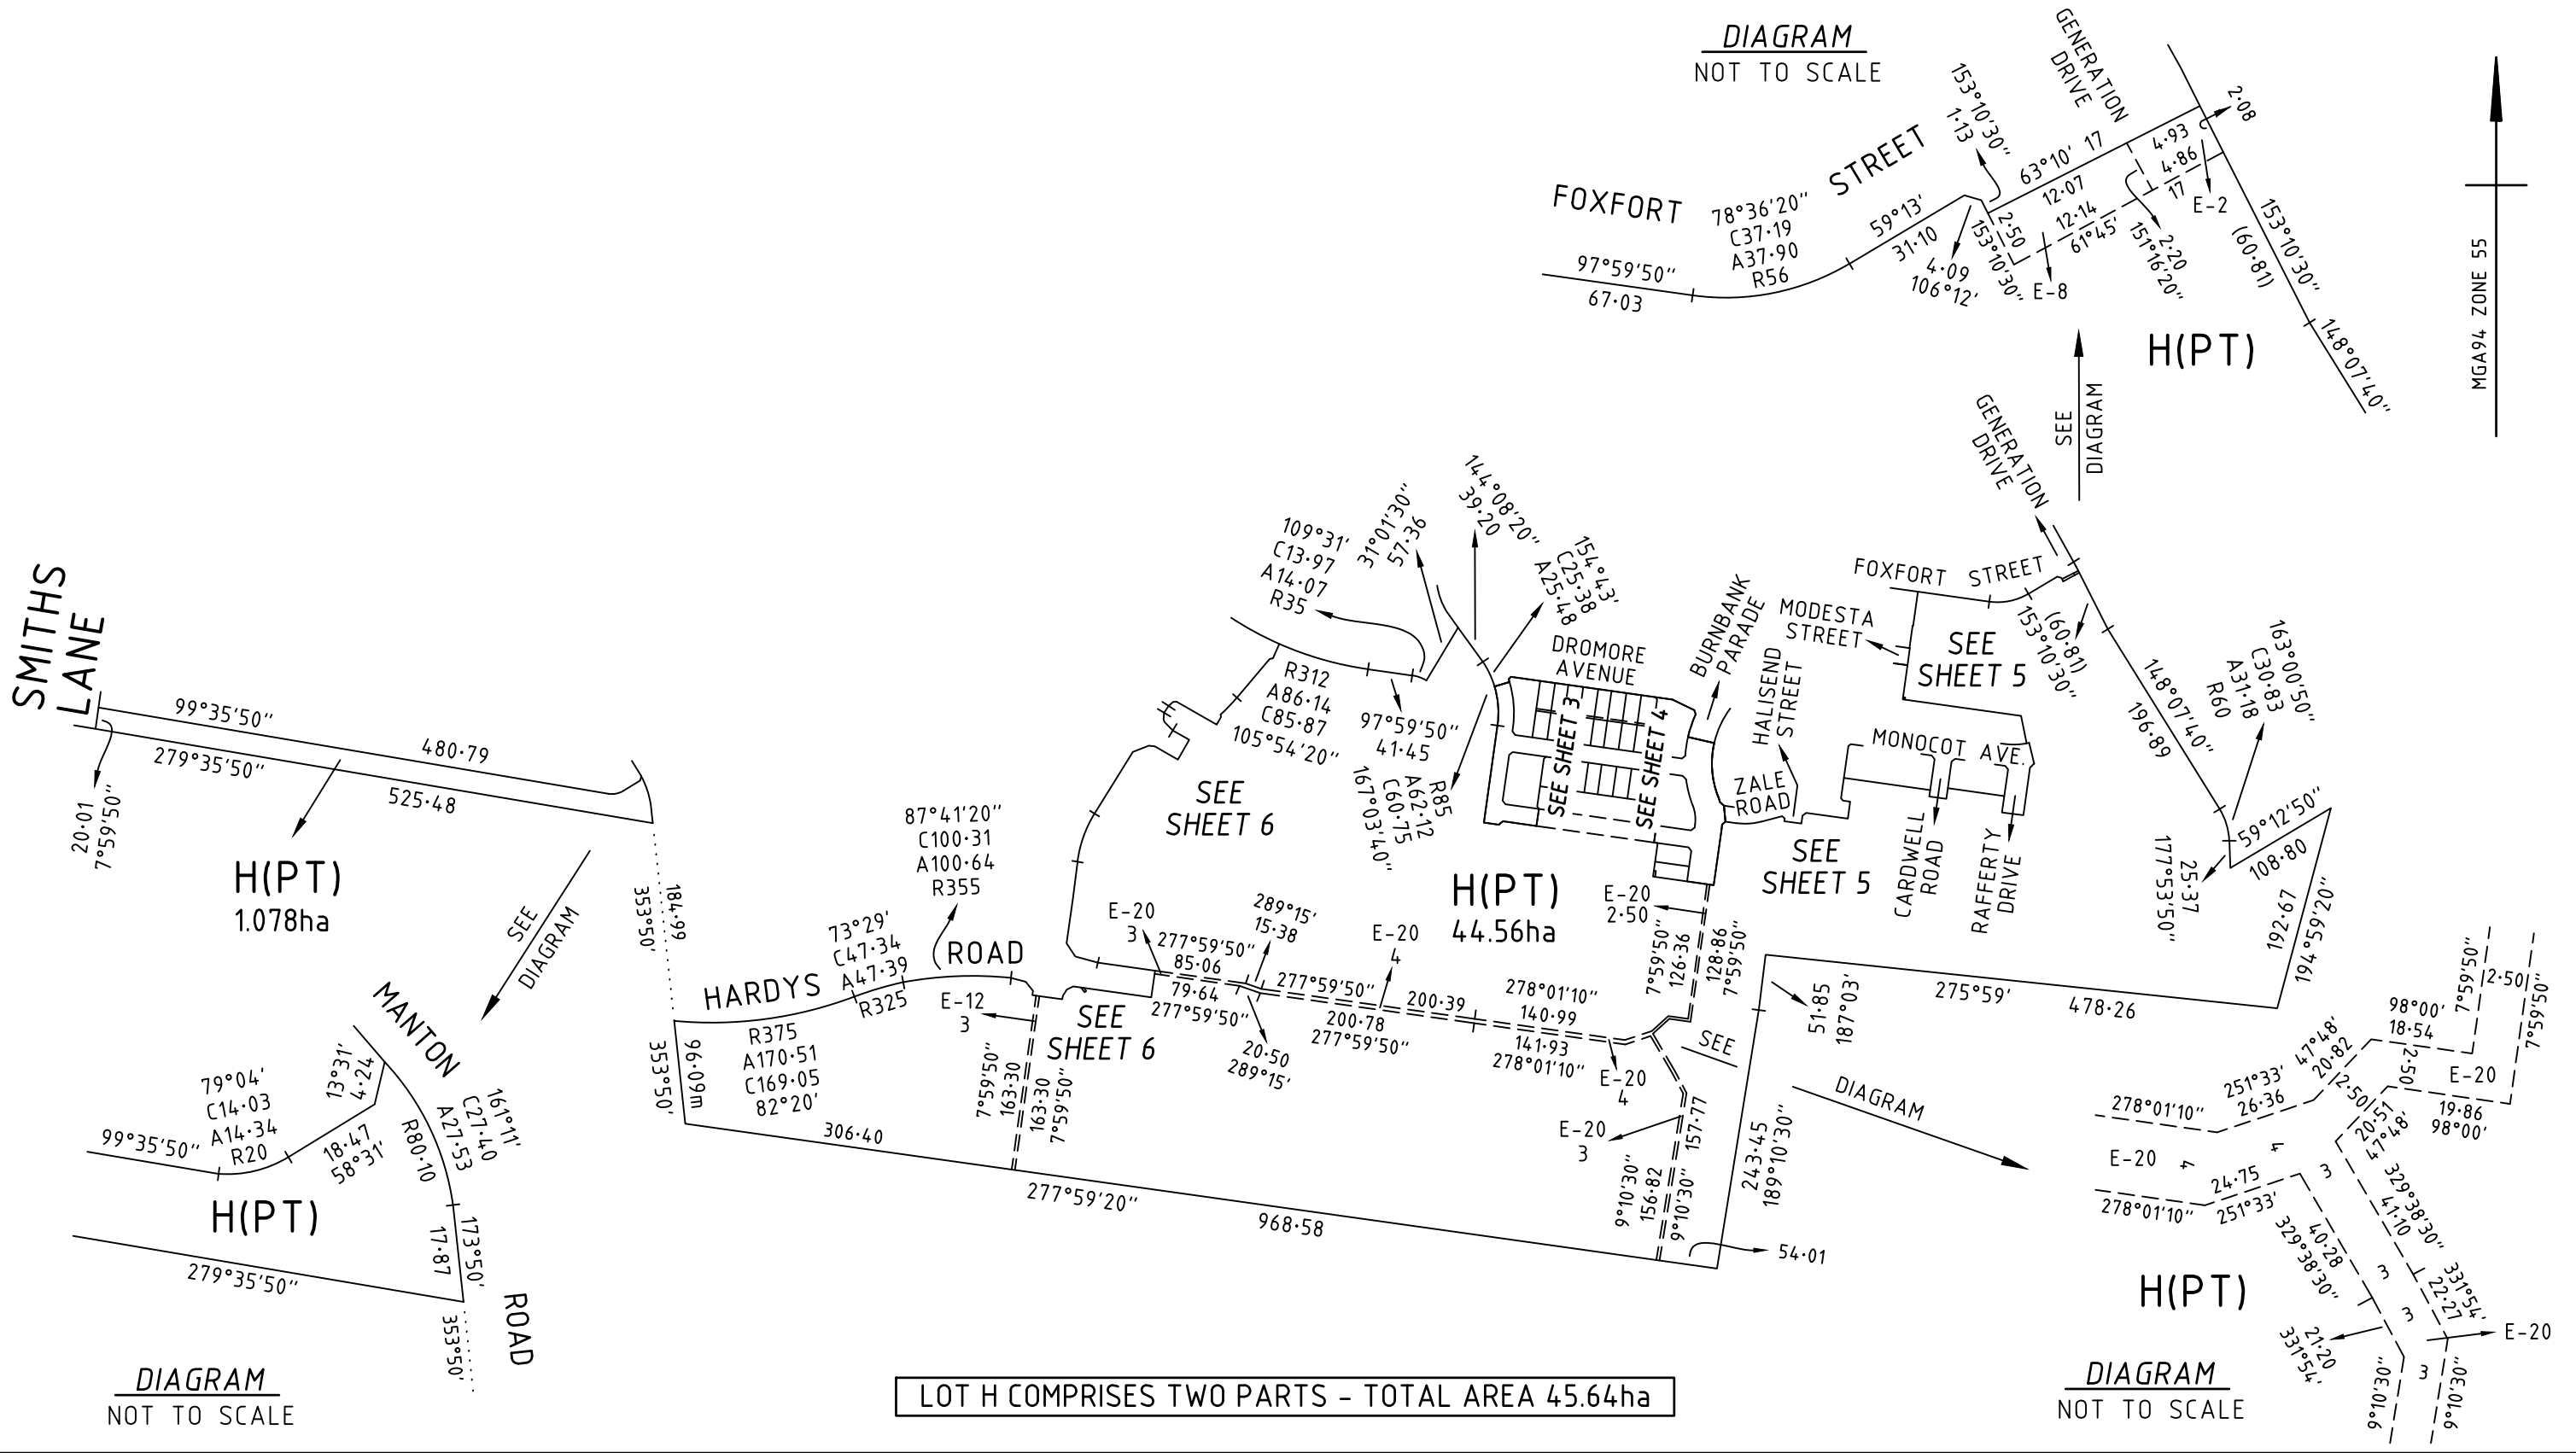 DIAGRAM
NOT TO SCALE
GENERATION
DRIVE
FOXFORT
STREET
153°10'30"
1·13
2·08
63°10'
17
4·93
4·86
17
E-2
12·07
12·14
61°45'
78°36'20"
C37·19
A37·90
R56
59°13'
31·10
97°59'50"
67·03
4·09
106°12'
2·50
153°10'30"
E-8
2·20
151°16'20"
153°10'30"
(60·81)
148°07'40"
H(PT)
MGA94 ZONE 55
SEE
DIAGRAM
GENERATION
DRIVE
SMITHS
LANE
99°35'50"
480·79
279°35'50"
525·48
20·01
7°59'50"
H(PT)
1.078ha
SEE
DIAGRAM
184·99
353°50'
353°50'
96·09m
HARDYS
ROAD
R375
A170·51
C169·05
82°20'
73°29'
C47·34
A47·39
R325
87°41'20"
C100·31
A100·64
R355
E-12
3
SEE
SHEET 6
7°59'50"
163·30
163·30
7°59'50"
306·40
277°59'20"
968·58
SEE
SHEET 6
109°31'
C13·97
A14·07
R35
31°01'30"
57·36
144°08'20"
39·20
154°43'
C25·38
A25·48
R312
A86·14
C85·87
105°54'20"
97°59'50"
41·45
R85
A62·12
C60·75
167°03'40"
DROMORE
AVENUE
SEE SHEET 3
SEE SHEET 4
BURNBANK
PARADE
HALISEND
STREET
MODESTA
STREET
ZALE
ROAD
FOXFORT
STREET
SEE
SHEET 5
(60·81)
153°10'30"
MONOCOT AVE.
CARDWELL
ROAD
RAFFERTY
DRIVE
SEE
SHEET 5
148°07'40"
196·89
163°00'50"
C30·83
A31·18
R60
59°12'50"
108·80
25·37
177°53'50"
192·67
194°59'20"
275°59'
478·26
51·85
187°03'
H(PT)
44.56ha
E-20
2·50
7°59'50"
126·36
128·86
7°59'50"
E-20
3
277°59'50"
85·06
79·64
277°59'50"
289°15'
15·38
20·50
289°15'
E-20
4
277°59'50"
200·39
200·78
277°59'50"
278°01'10"
140·99
141·93
278°01'10"
E-20
4
SEE
DIAGRAM
E-20
3
157·77
9°10'30"
156·82
9°10'30"
243·45
189°10'30"
54·01
MANTON
ROAD
13°31'
4·24
79°04'
C14·03
A14·34
R20
99°35'50"
18·47
58°31'
161°11'
C27·40
A27·53
R80·10
173°50'
17·87
H(PT)
279°35'50"
353°50'
DIAGRAM
NOT TO SCALE
7°59'50"
2·50
7°59'50"
98°00'
18·54
2·50
E-20
19·86
98°00'
47°48'
20·82
2·50
20·51
47°48'
251°33'
26·36
278°01'10"
E-20
4
4
3
24·75
251°33'
278°01'10"
329°38'30"
41·10
40·28
329°38'30"
3
3
331°54'
22·27
E-20
21·20
331°54'
3
9°10'30"
9°10'30"
H(PT)
DIAGRAM
NOT TO SCALE
LOT H COMPRISES TWO PARTS – TOTAL AREA 45.64ha